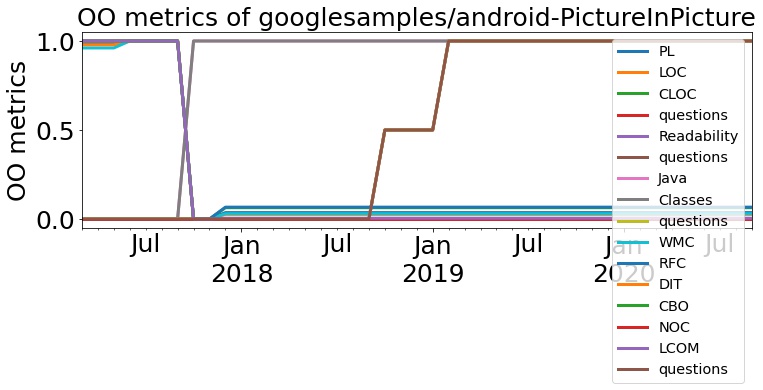 OO metrics of googlesamples/android-PictureInPicture
OO metrics
1.0
0.5
0.0
Jul
Jan
2018
Jul
Jan
2019
Jul
Jan
2020
Jul
PL
LOC
CLOC
questions
Readability
questions
Java
Classes
questions
WMC
RFC
DIT
CBO
NOC
LCOM
questions